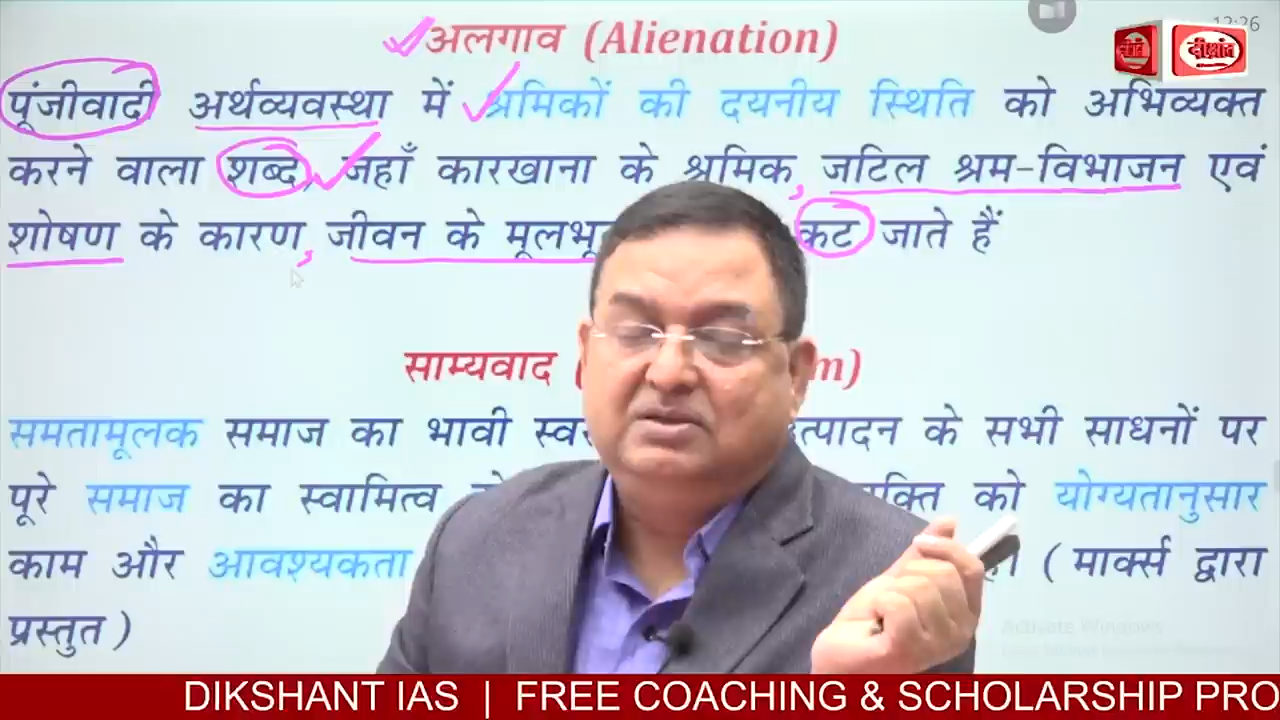 अलगाव (Alienation)
12:26
दीक्षांत
पूंजीवादी अर्थव्यवस्था में श्रमिकों की दयनीय स्थिति को अभिव्यक्त
करने वाला शब्द, जहाँ कारखाना के श्रमिक, जटिल श्रम-विभाजन एवं
शोषण के कारण, जीवन के कट जाते हैं
साम्यवाद
समतामूलक समाज का भावी के सभी साधनों पर
पूरे समाज का स्वामित्व को योग्यतानुसार
काम और आवश्यकता (मार्क्स द्वारा
प्रस्तुत)
Activate Windows
DIKSHANT IAS | FREE COACHING & SCHOLARSHIP PRO